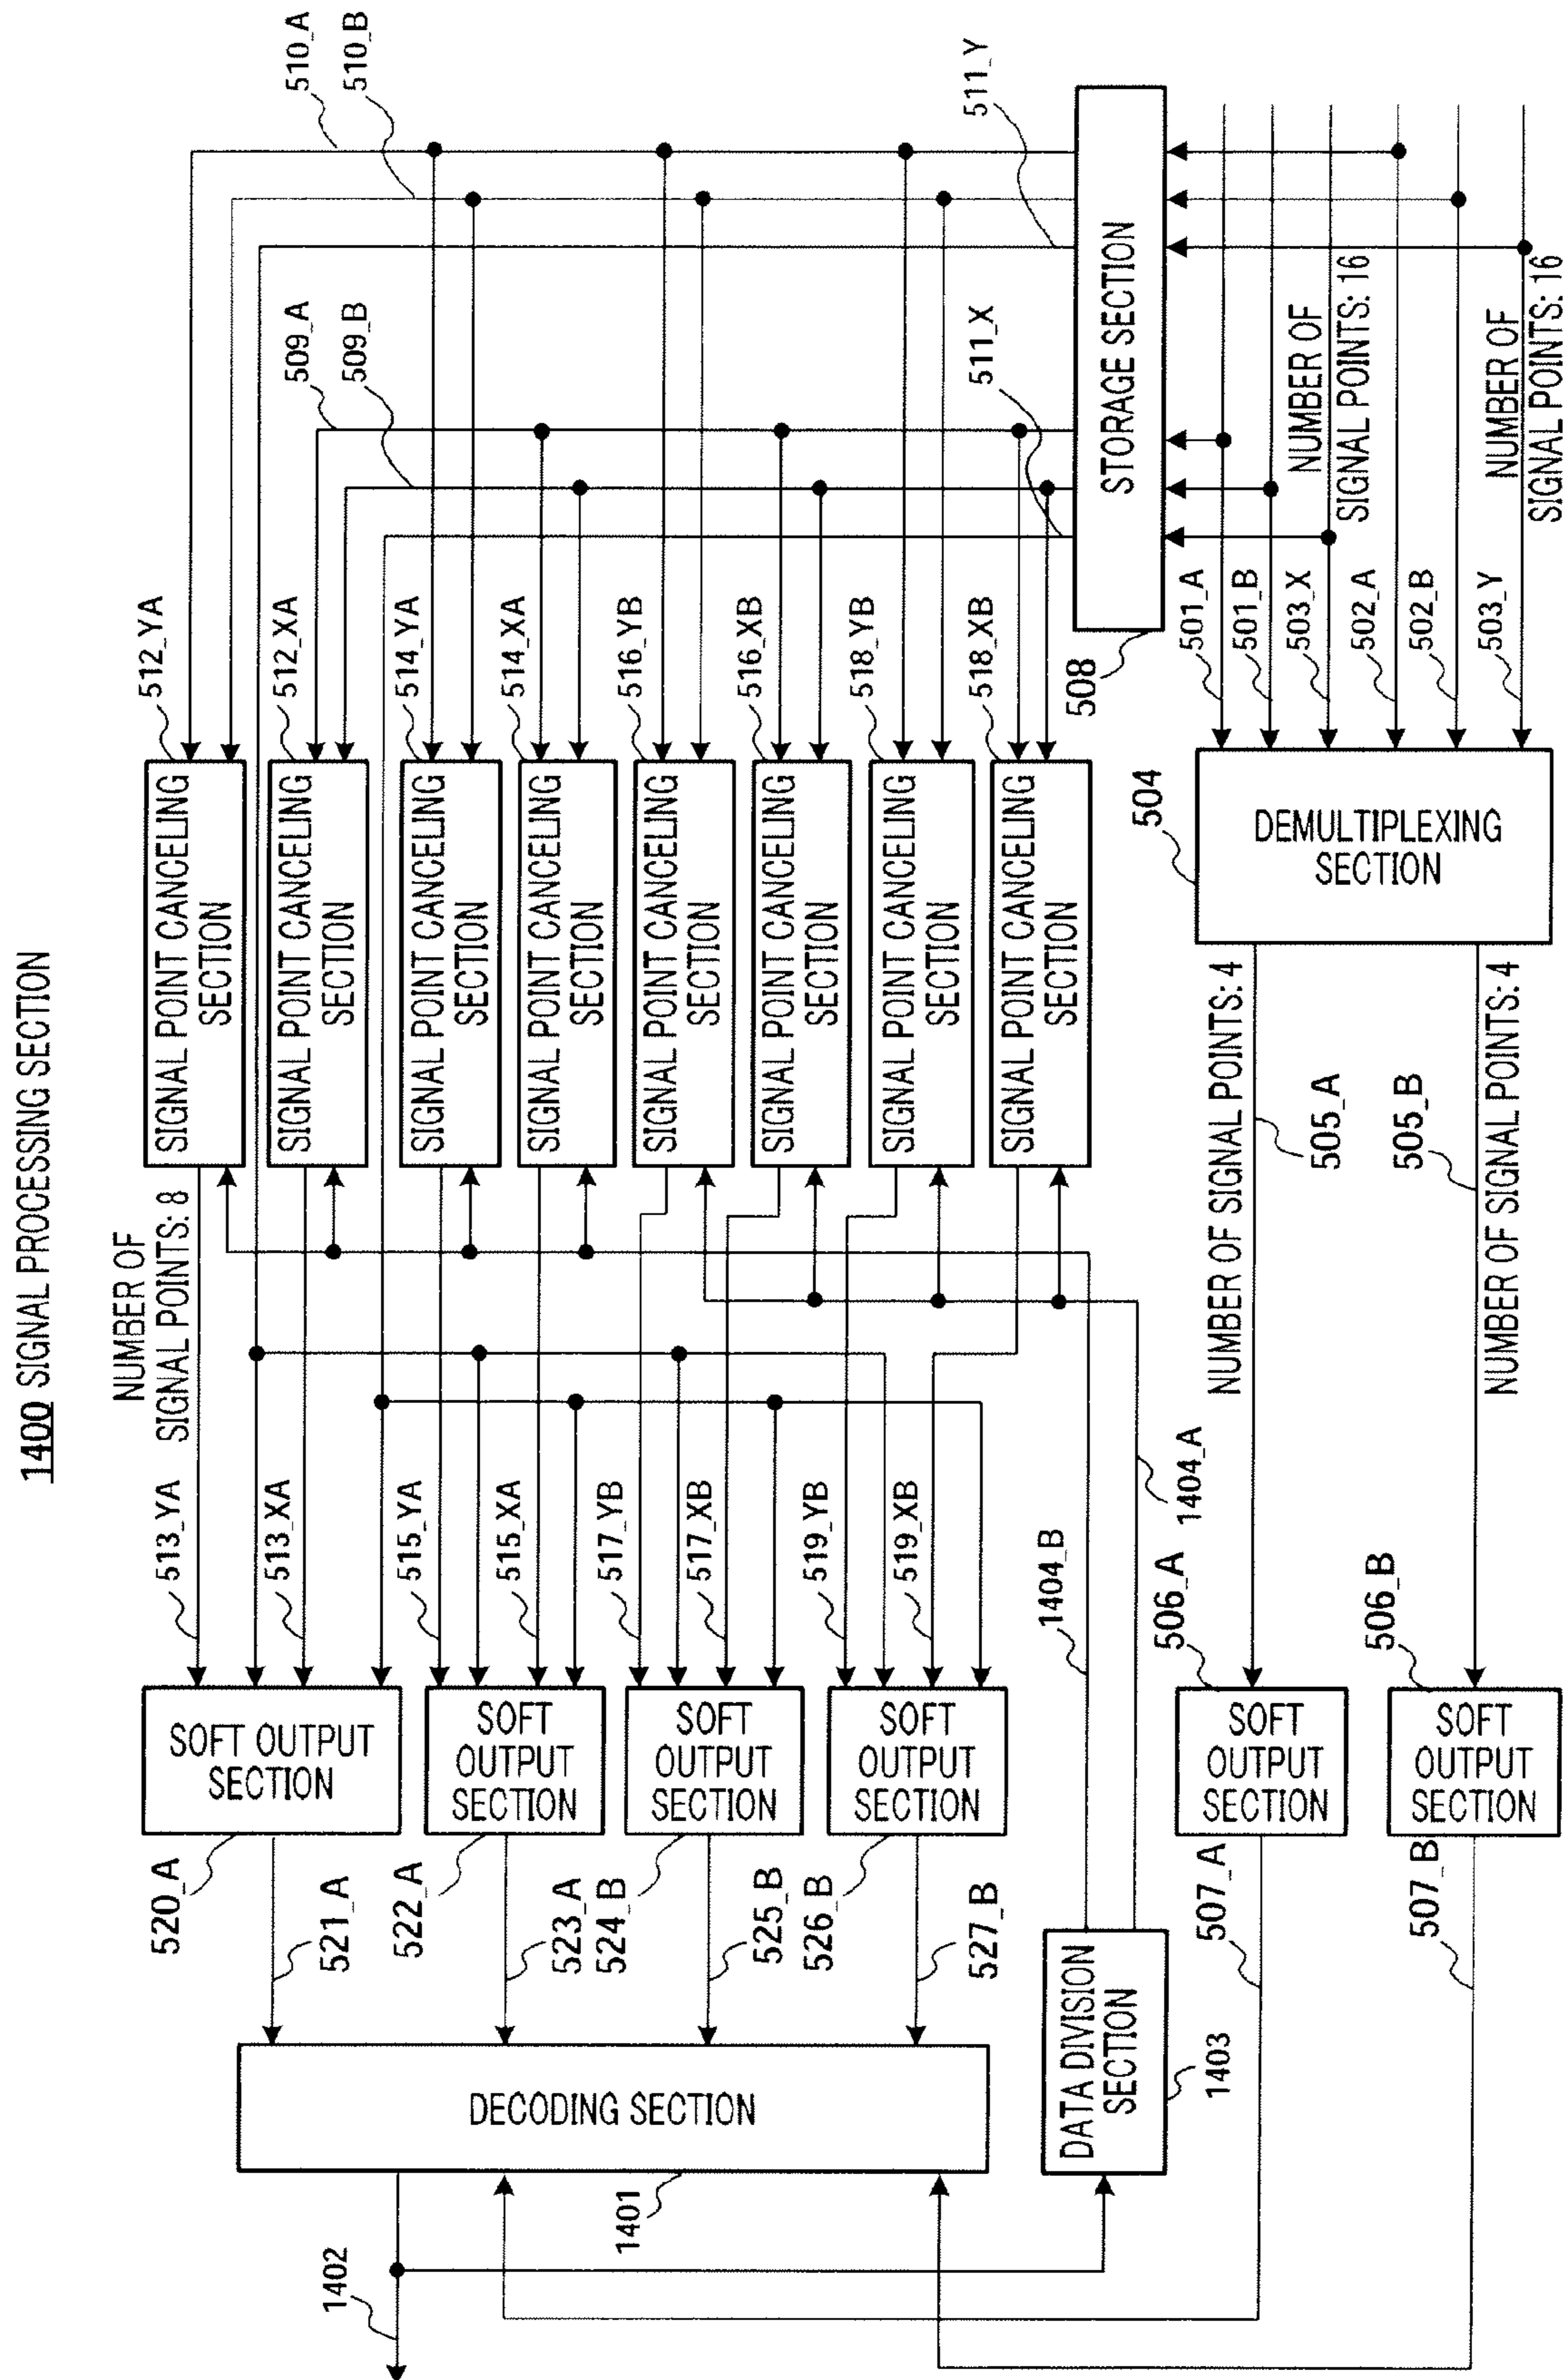 1400 SIGNAL PROCESSING SECTION
510_A
510_B
511_Y
509_A
509_B
511_X
STORAGE SECTION
508
NUMBER OF
SIGNAL POINTS: 16
NUMBER OF
SIGNAL POINTS: 16
501_A
501_B
503_X
502_A
502_B
503_Y
504
DEMULTIPLEXING
SECTION
512_YA
512_XA
514_YA
514_XA
516_YB
516_XB
518_YB
518_XB
SIGNAL POINT CANCELING
SECTION
SIGNAL POINT CANCELING
SECTION
SIGNAL POINT CANCELING
SECTION
SIGNAL POINT CANCELING
SECTION
SIGNAL POINT CANCELING
SECTION
SIGNAL POINT CANCELING
SECTION
SIGNAL POINT CANCELING
SECTION
SIGNAL POINT CANCELING
SECTION
NUMBER OF
SIGNAL POINTS: 8
NUMBER OF SIGNAL POINTS: 4
505_A
505_B
NUMBER OF SIGNAL POINTS: 4
513_YA
513_XA
515_YA
515_XA
517_YB
517_XB
519_YB
519_XB
1404_B
1404_A
506_A
506_B
SOFT OUTPUT
SECTION
SOFT
OUTPUT
SECTION
SOFT
OUTPUT
SECTION
SOFT
OUTPUT
SECTION
SOFT
OUTPUT
SECTION
SOFT
OUTPUT
SECTION
520_A
521_A
522_A
523_A
524_B
525_B
526_B
527_B
507_A
507_B
DATA DIVISION
SECTION
1403
DECODING SECTION
1401
1402